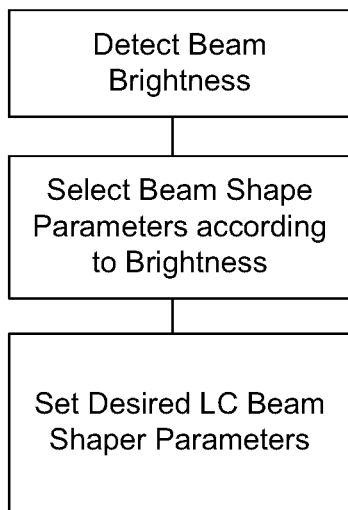 Detect Beam
Brightness
Select Beam Shape
Parameters according
to Brightness
Set Desired LC Beam
Shaper Parameters